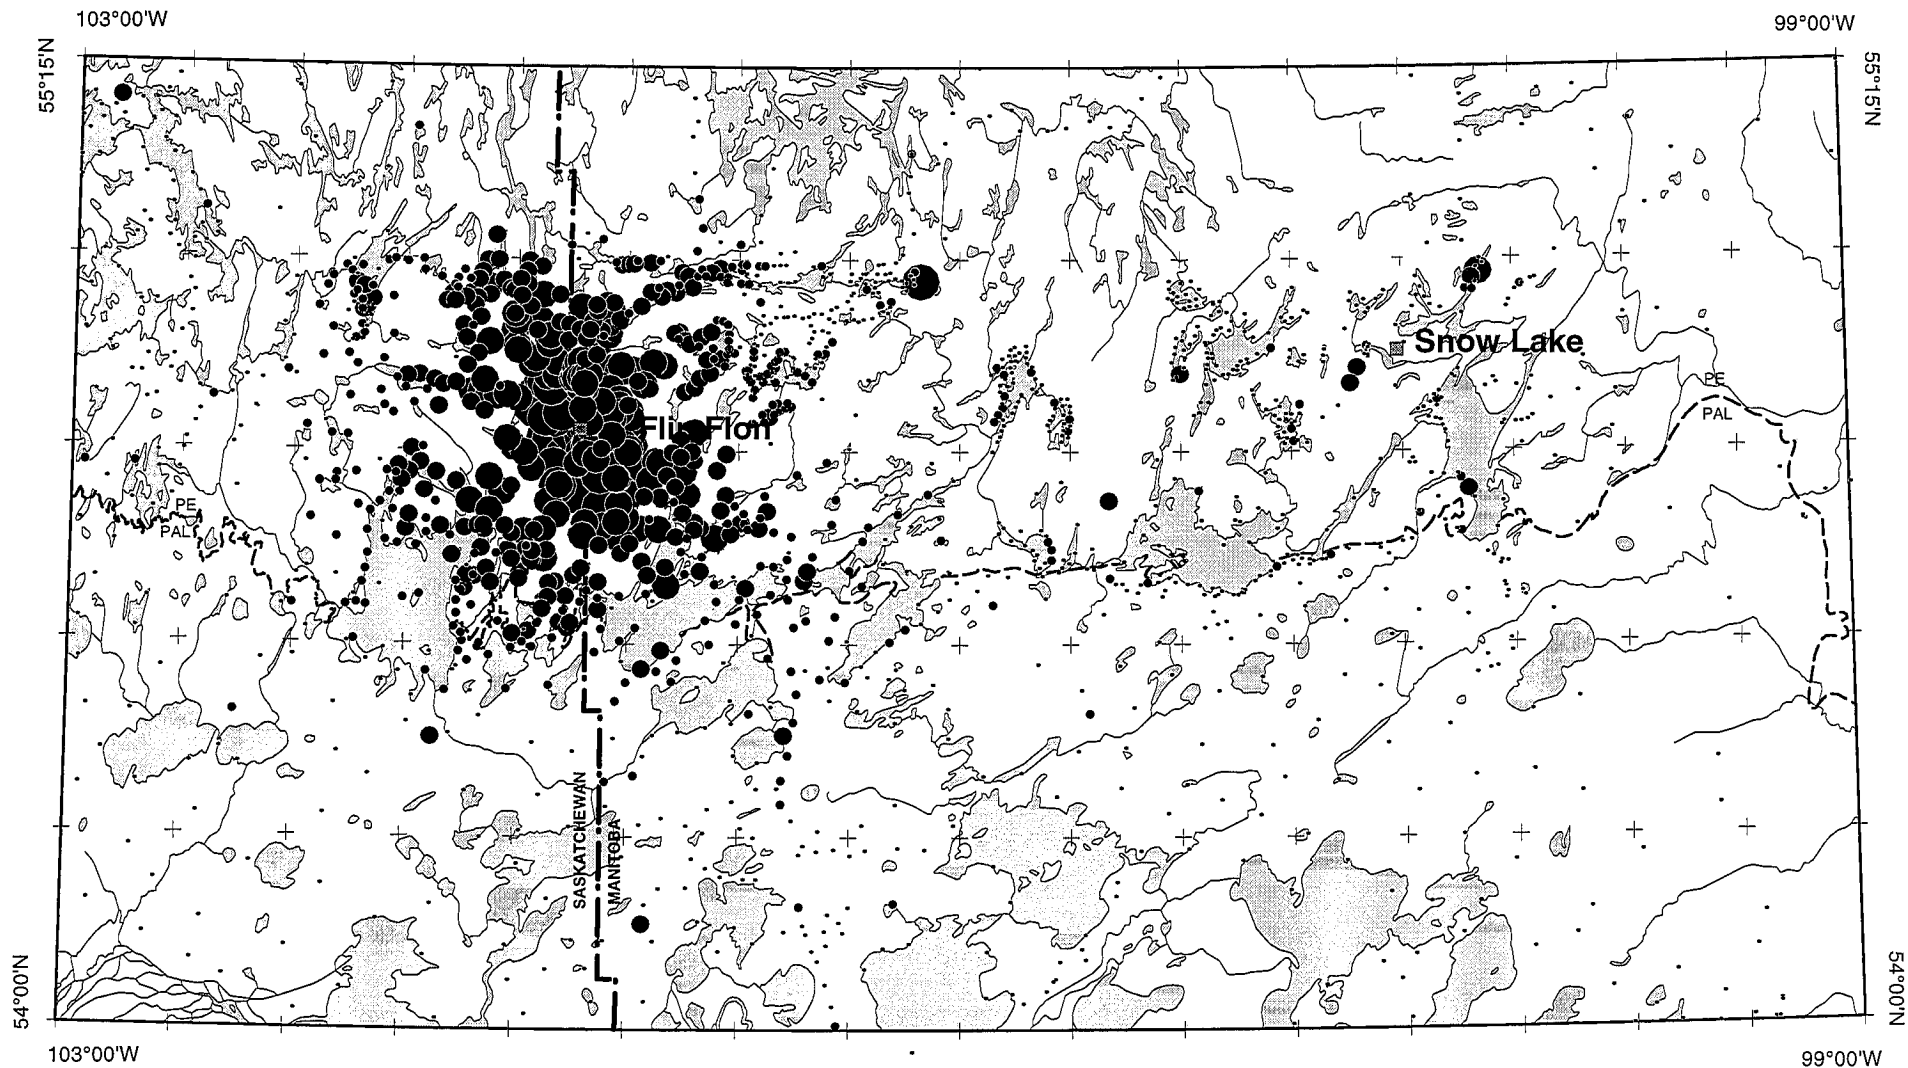 103°00'W
99°00'W
55°15'N
55°15'N
Snow Lake
PE
PAL
Flin Flon
PE
PAL
SASKATCHEWAN
MANITOBA
54°00'N
54°00'N
103°00'W
99°00'W